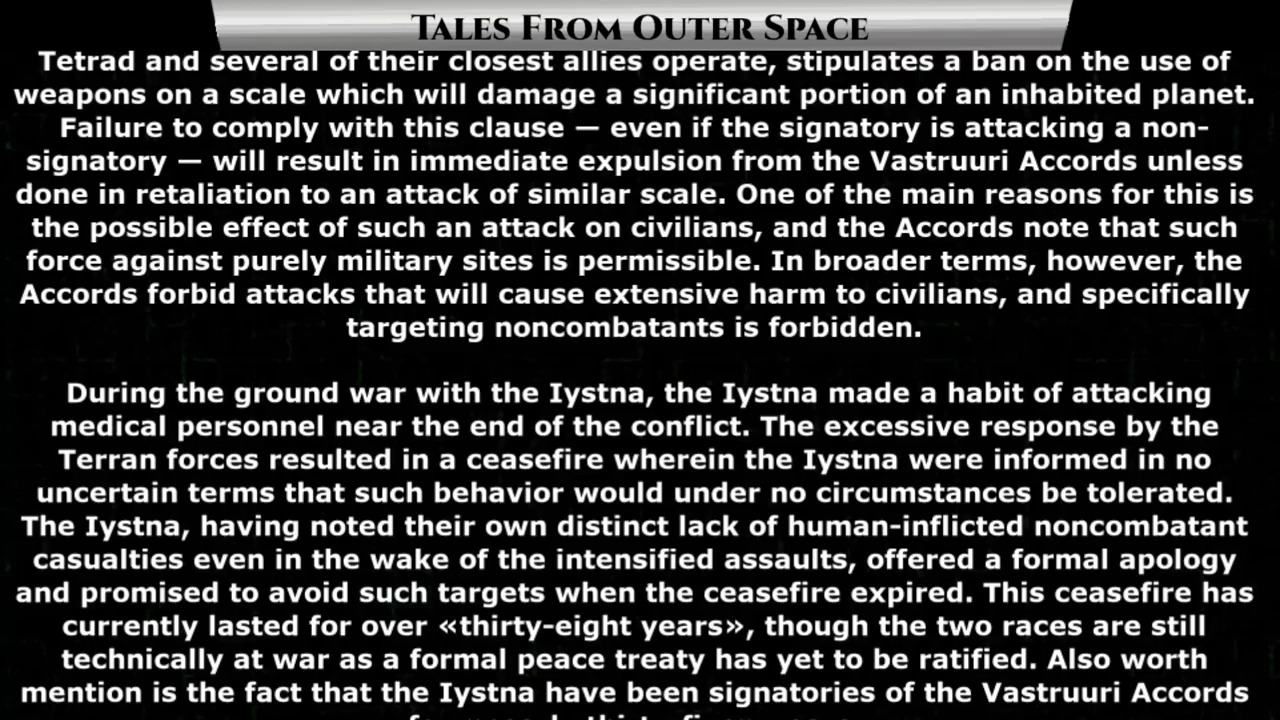 Tales From Outer Space
Tetrad and several of their closest allies operate, stipulates a ban on the use of
weapons on a scale which will damage a significant portion of an inhabited planet.
Failure to comply with this clause — even if the signatory is attacking a non-
signatory — will result in immediate expulsion from the Vastruuri Accords unless
done in retaliation to an attack of similar scale. One of the main reasons for this is
the possible effect of such an attack on civilians, and the Accords note that such
force against purely military sites is permissible. In broader terms, however, the
Accords forbid attacks that will cause extensive harm to civilians, and specifically
targeting noncombatants is forbidden.
During the ground war with the Iystna, the Iystna made a habit of attacking
medical personnel near the end of the conflict. The excessive response by the
Terran forces resulted in a ceasefire wherein the Iystna were informed in no
uncertain terms that such behavior would under no circumstances be tolerated.
The Iystna, having noted their own distinct lack of human-inflicted noncombatant
casualties even in the wake of the intensified assaults, offered a formal apology
and promised to avoid such targets when the ceasefire expired. This ceasefire has
currently lasted for over «thirty-eight years», though the two races are still
technically at war as a formal peace treaty has yet to be ratified. Also worth
mention is the fact that the Iystna have been signatories of the Vastruuri Accords